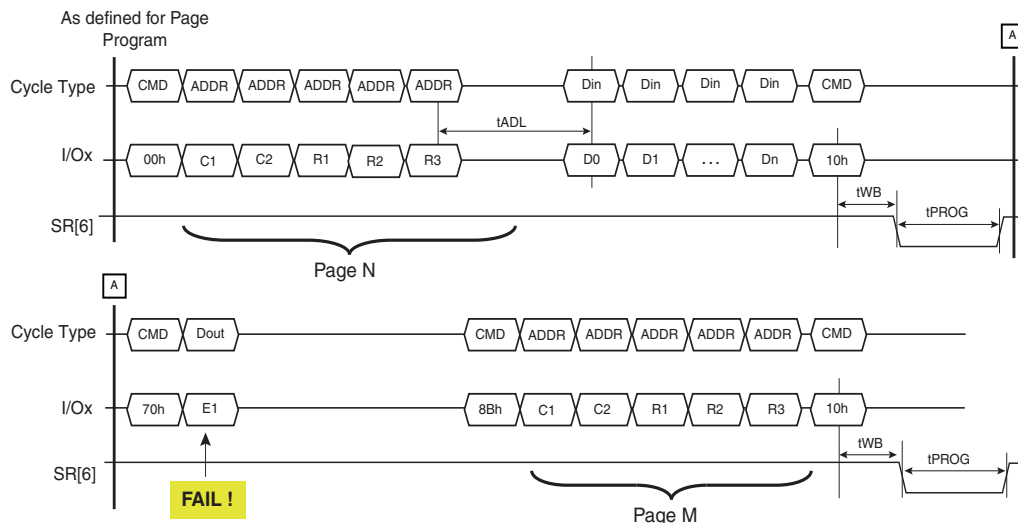 As defined for Page
Program
A
Cycle Type CMD ADDR ADDR ADDR ADDR ADDR Din Din Din Din CMD
tADL
I/Ox 00h C1 C2 R1 R2 R3 D0 D1 ... Dn 10h
tWB
tPROG
SR[6]
Page N
A
Cycle Type CMD Dout CMD ADDR ADDR ADDR ADDR ADDR CMD
I/Ox 70h E1 8Bh C1 C2 R1 R2 R3 10h
tWB
tPROG
SR[6]
FAIL !
Page M